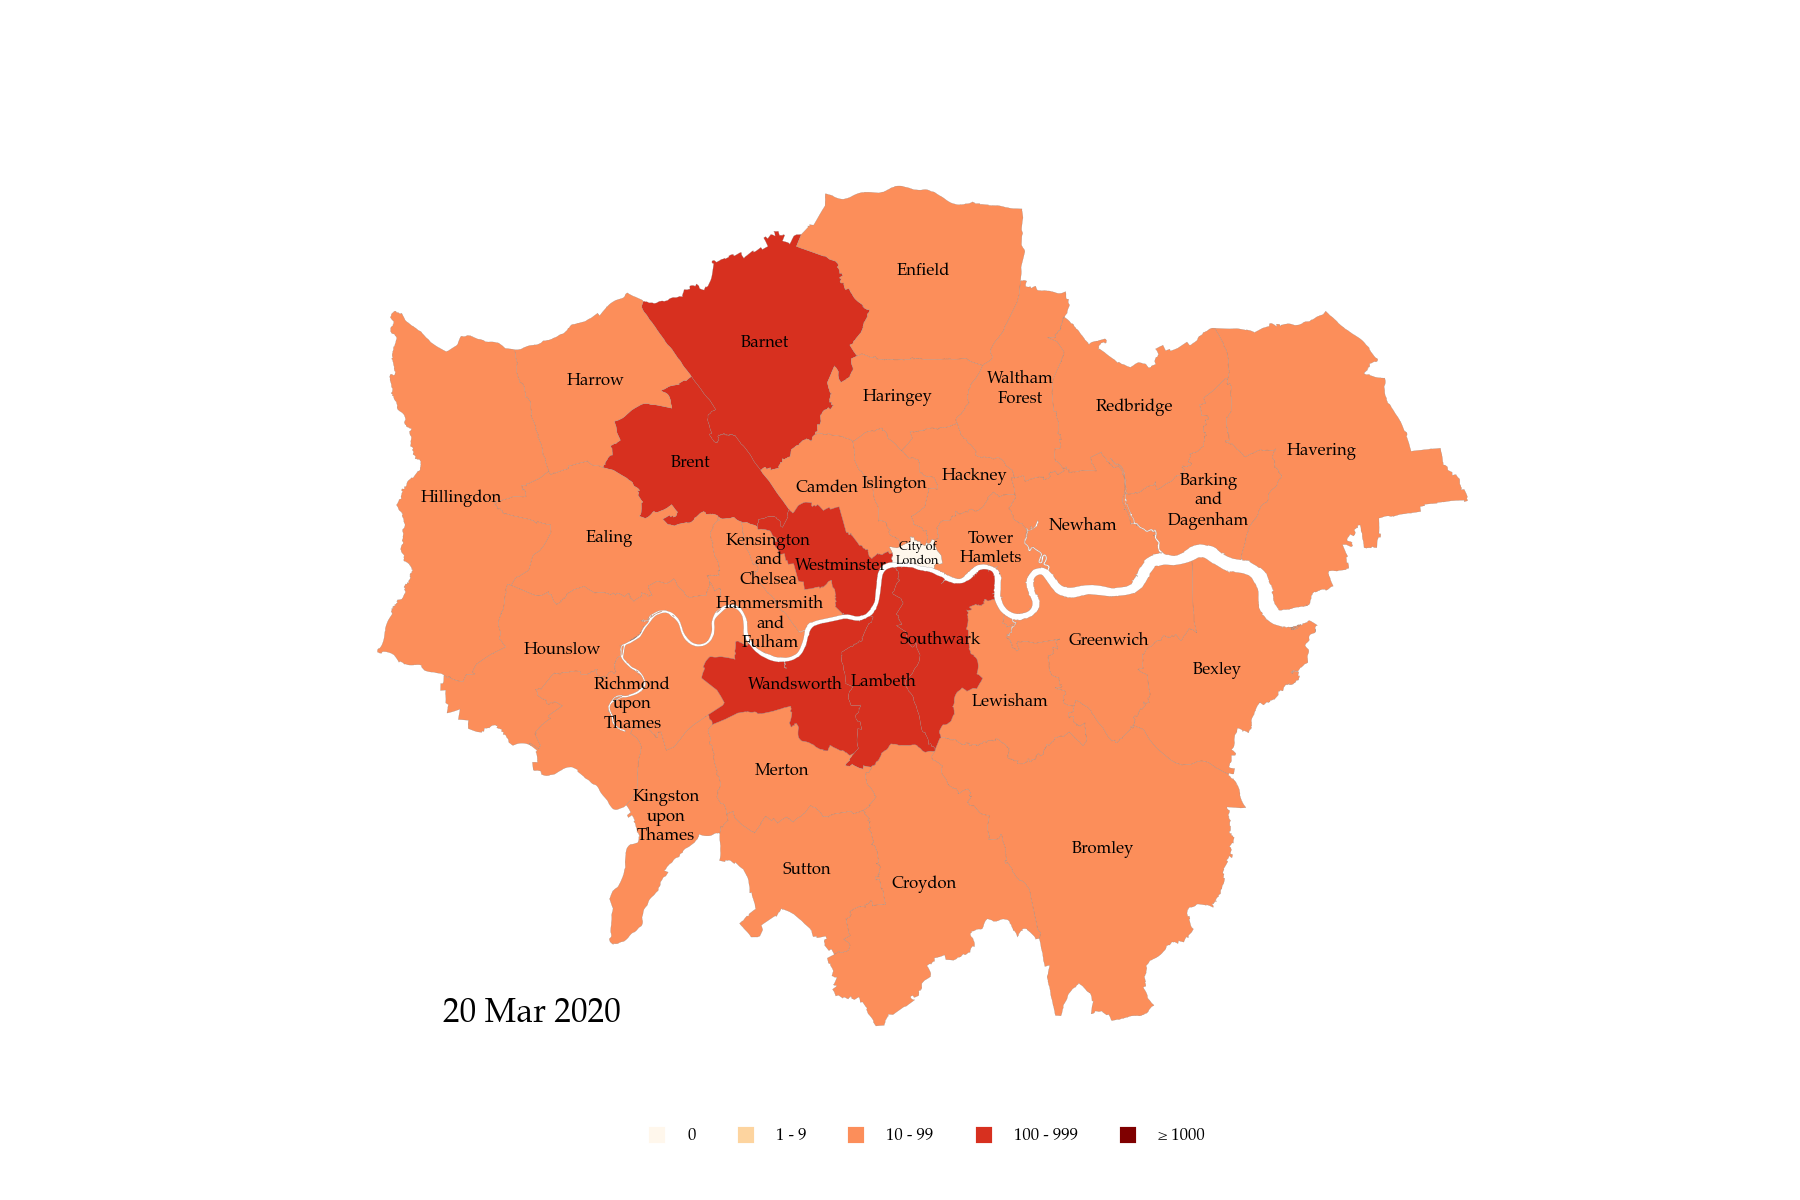 Enfield
Barnet
Harrow
Waltham
Forest
Haringey
Redbridge
Havering
Brent
Hackney
Islington
Camden
Barking
and
Dagenham
Hillingdon
Newham
Ealing
Kensington
and
Chelsea
Tower
Hamlets
City of
London
Westminster
Hammersmith
and
Fulham
Southwark
Greenwich
Hounslow
Bexley
Richmond
upon
Thames
Wandsworth
Lambeth
Lewisham
Merton
Kingston
upon
Thames
Bromley
Sutton
Croydon
20 Mar 2020
0
1 - 9
10 - 99
100 - 999
≥ 1000